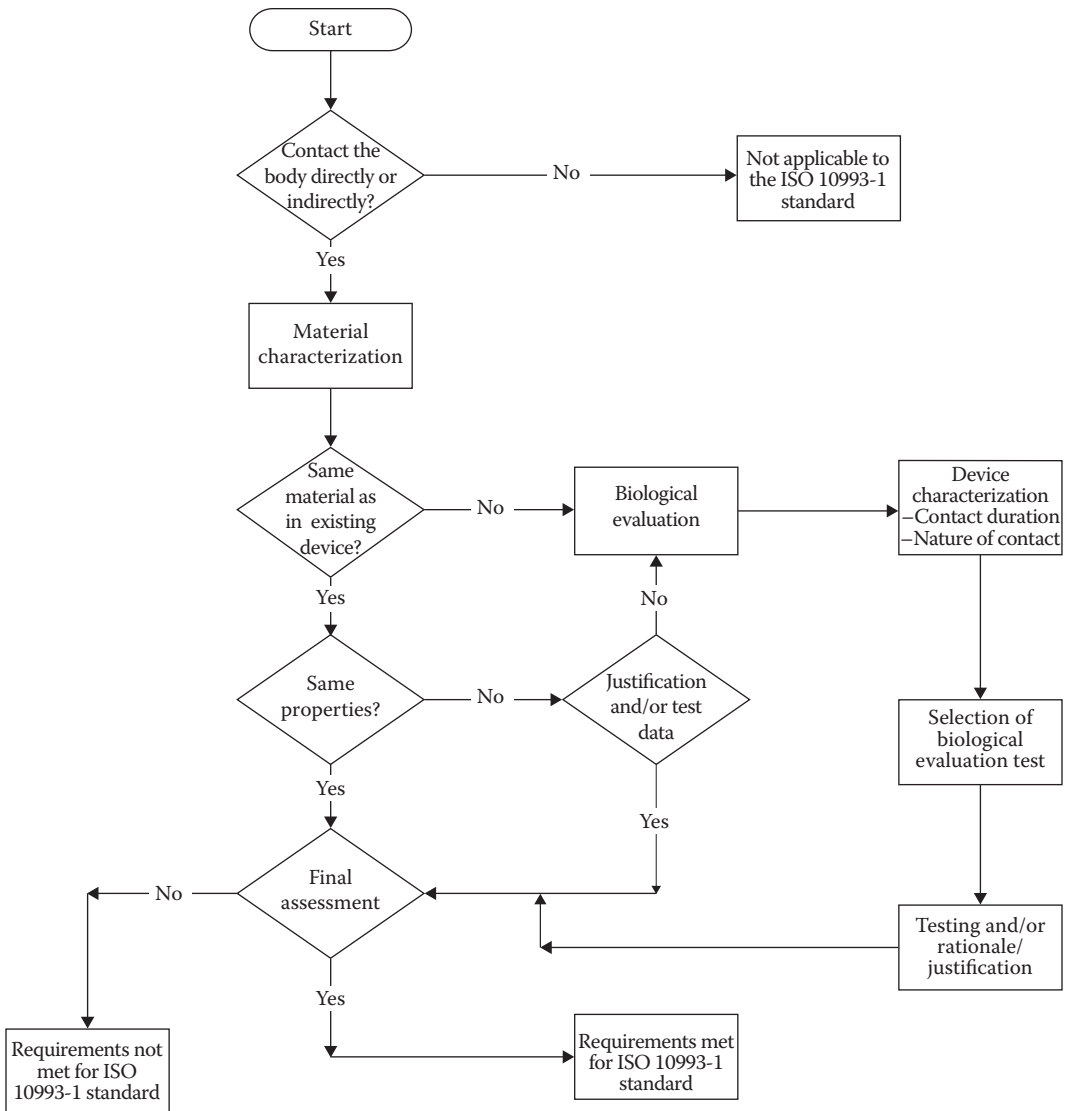 Start
Contact the
body directly or
indirectly?
No
Not applicable to
the ISO 10993-1
standard
Yes
Material
characterization
Same
material as
in existing
device?
No
Biological
evaluation
Device
characterization
–Contact duration
–Nature of contact
Yes
No
Same
properties?
No
Justification
and/or test
data
Selection of
biological
evaluation test
Yes
Yes
Final
assessment
No
Testing and/or
rationale/
justification
Yes
Requirements not
met for ISO
10993-1 standard
Requirements met
for ISO 10993-1
standard